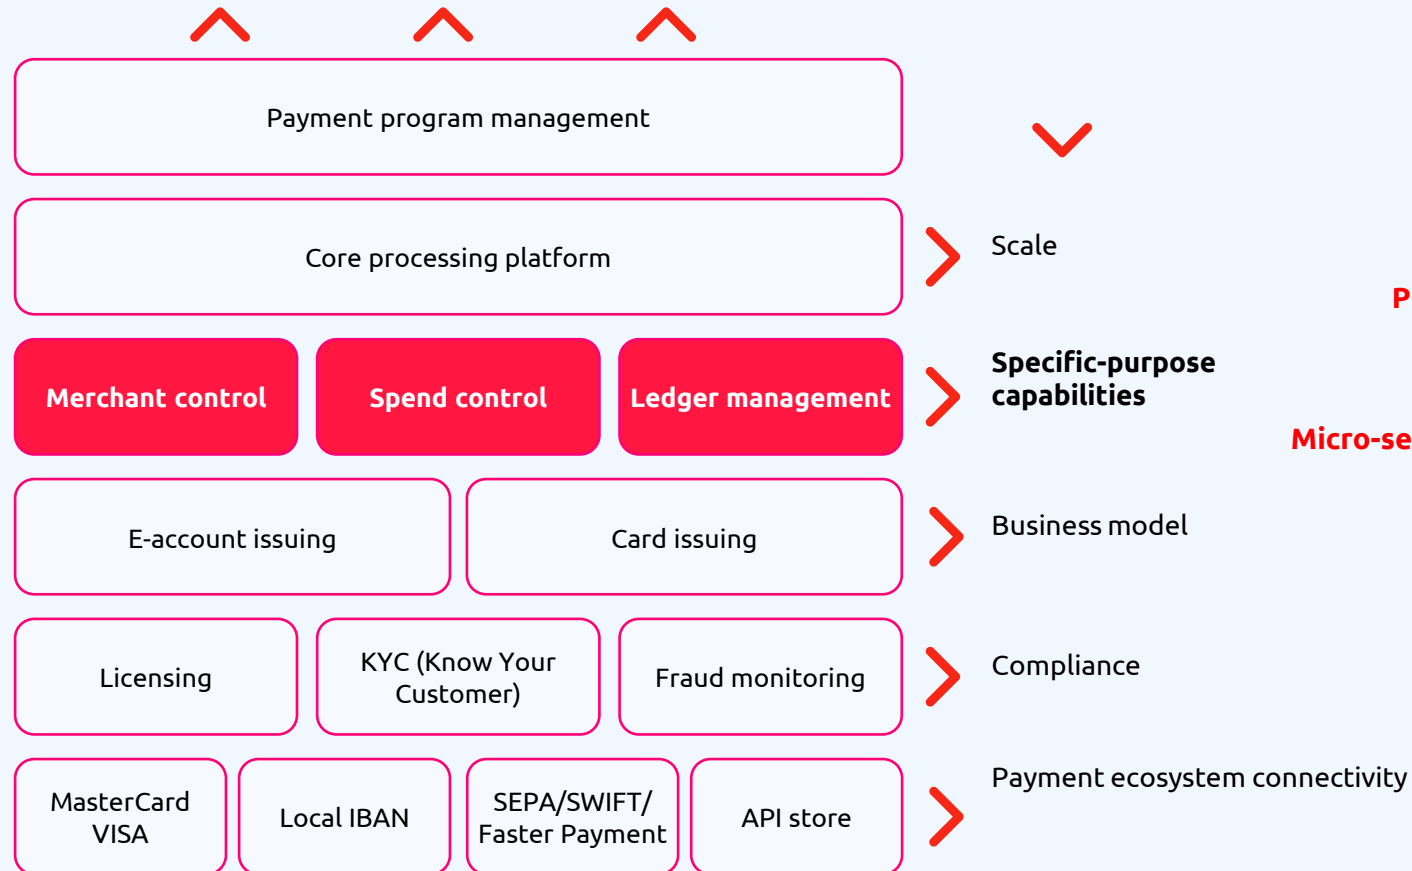 Payment program management
Core processing platform
Scale
P
Merchant control
Spend control
Ledger management
Specific-purpose
capabilities
Micro-se
E-account issuing
Card issuing
Business model
Licensing
KYC (Know Your
Customer)
Fraud monitoring
Compliance
MasterCard
VISA
Local IBAN
SEPA/SWIFT/
Faster Payment
API store
Payment ecosystem connectivity